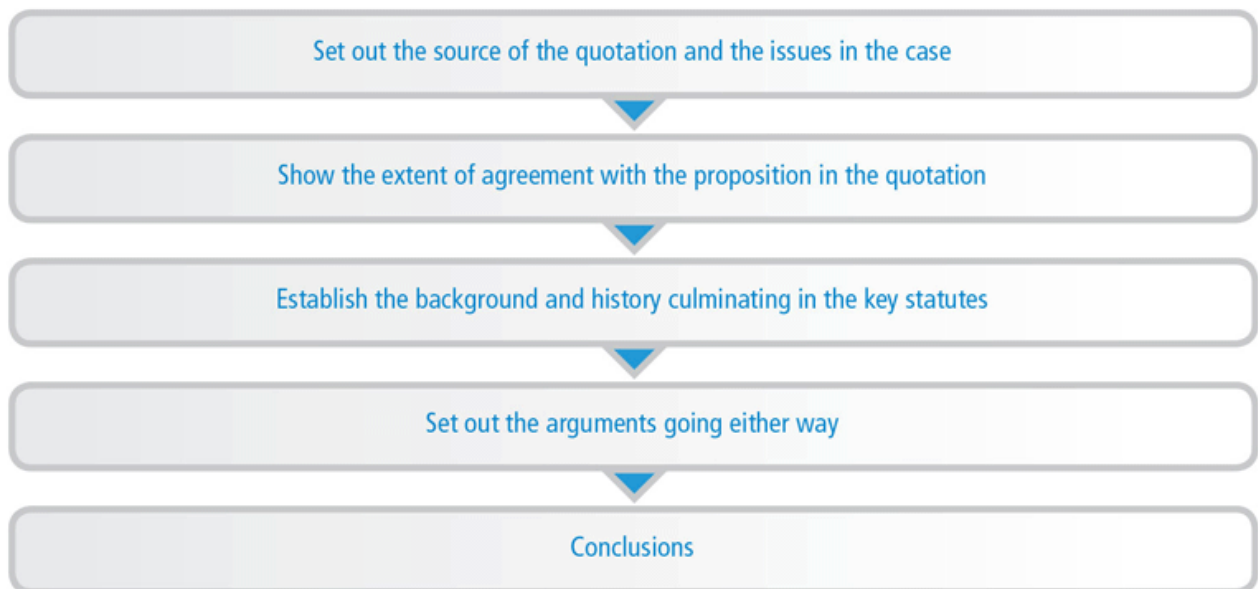 Set out the source of the quotation and the issues in the case
Show the extent of agreement with the proposition in the quotation
Establish the background and history culminating in the key statutes
Set out the arguments going either way
Conclusions